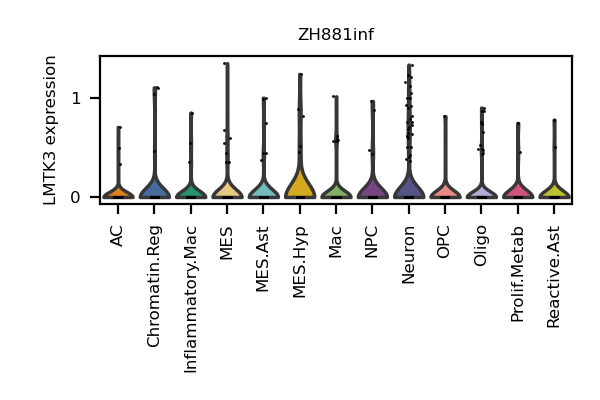 ZH881inf
LMTK3 expression
1
0
AC
Chromatin.Reg
Inflammatory.Mac
MES
MES.Ast
MES.Hyp
Mac
NPC
Neuron
OPC
Oligo
Prolif.Metab
Reactive.Ast